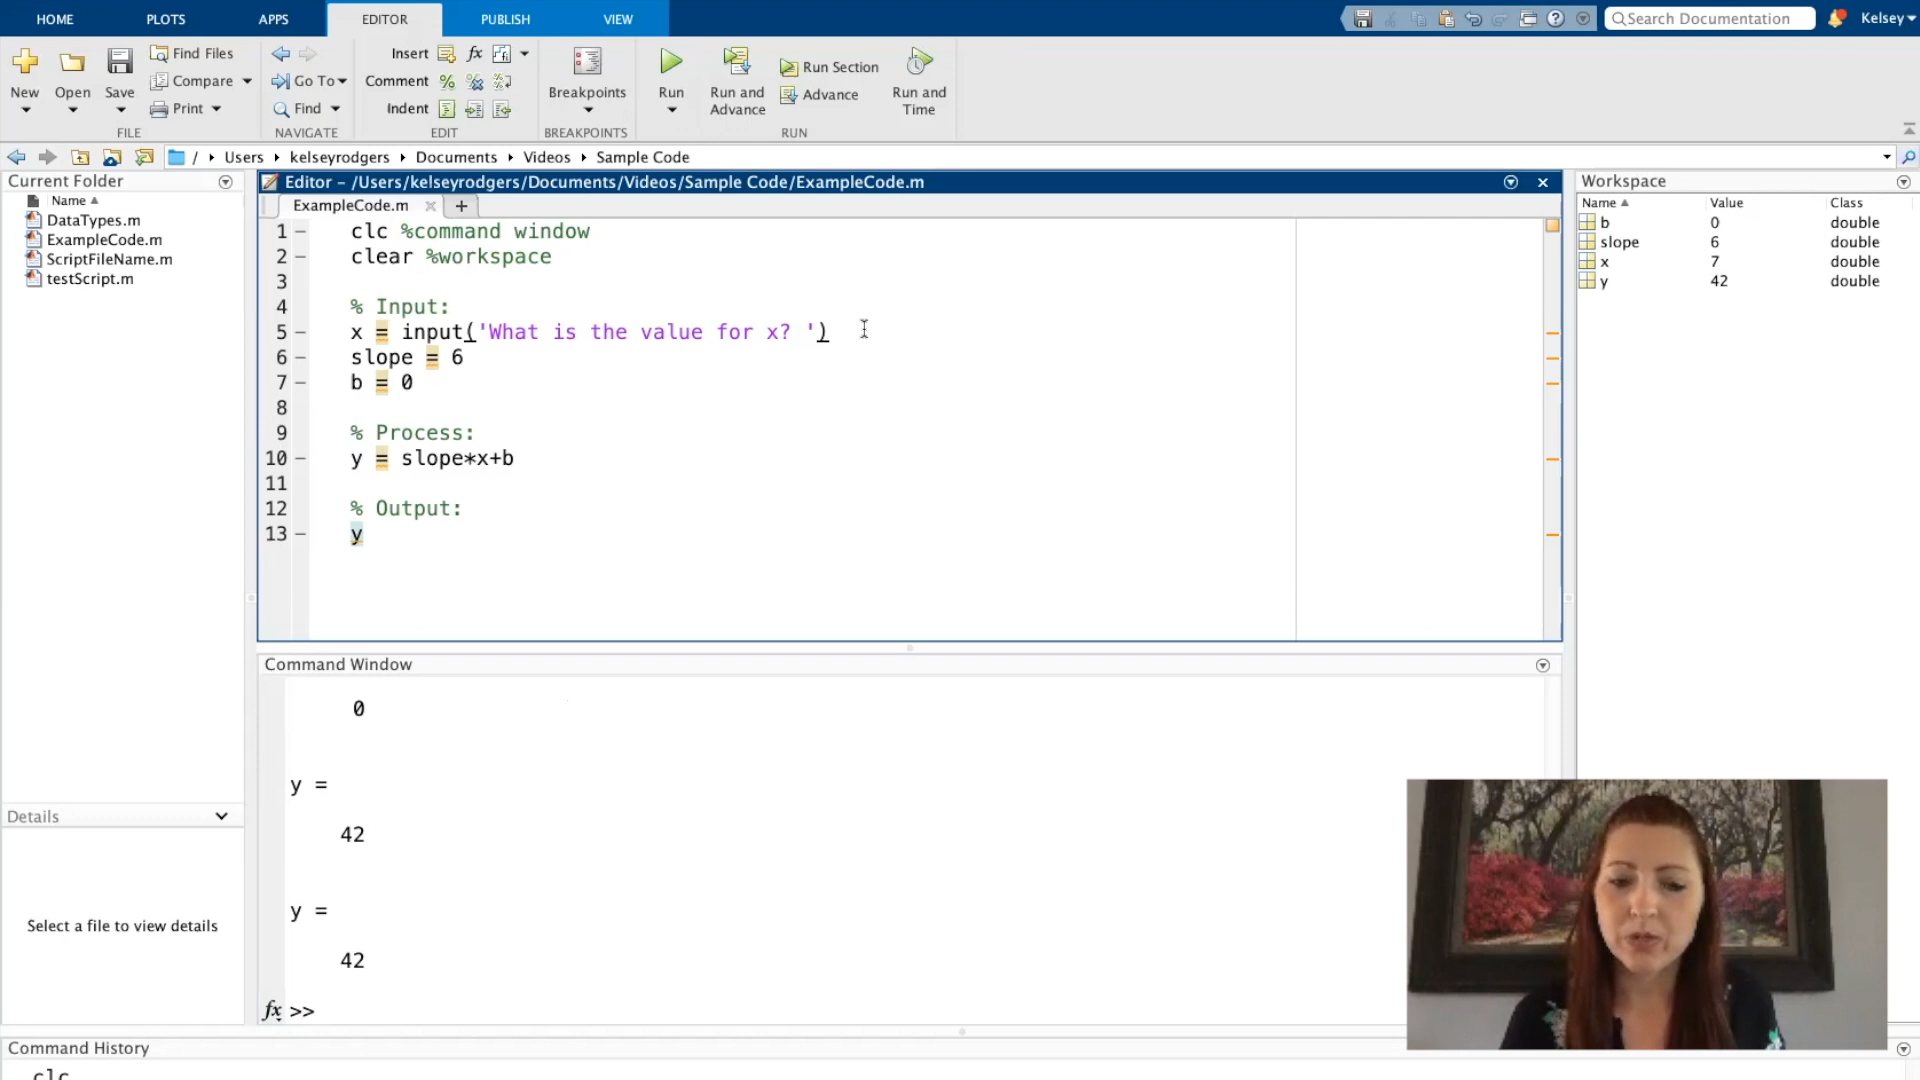 HOME PLOTS APPS EDITOR PUBLISH VIEW
Search Documentation Kelsey
New
Open
Save
Find Files
Compare
Print
FILE
Go To
Find
NAVIGATE
Insert fx
Comment
Indent
EDIT
Breakpoints
BREAKPOINTS
Run
Run and
Advance
Run Section
Advance
Run and
Time
RUN
/ Users kelseyrodgers Documents Videos Sample Code
Current Folder
Name
DataTypes.m
ExampleCode.m
ScriptFileName.m
testScript.m
Details
Select a file to view details
Editor – /Users/kelseyrodgers/Documents/Videos/Sample Code/ExampleCode.m
ExampleCode.m +
1 – clc %command window
2 – clear %workspace
3
4 % Input:
5 – x = input('What is the value for x? ')
6 – slope = 6
7 – b = 0
8
9 % Process:
10 – y = slope*x+b
11
12 % Output:
13 – y
Command Window
0
y =
42
y =
42
fx >>
Workspace
Name Value Class
b 0 double
slope 6 double
x 7 double
y 42 double
Command History
clc